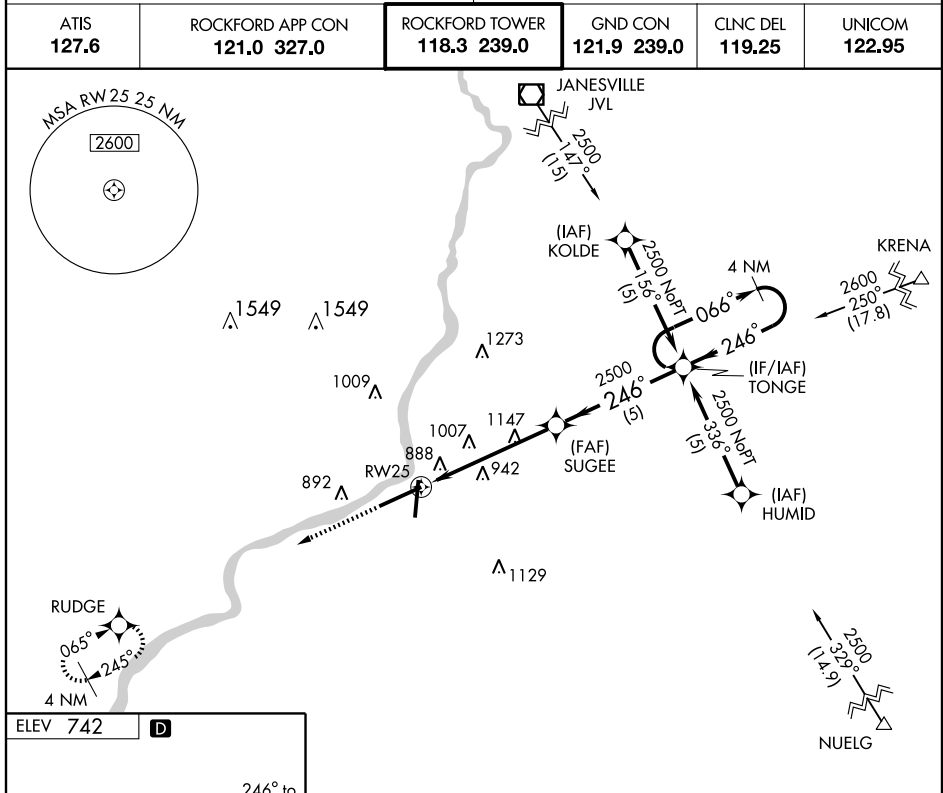 ATIS
127.6
ROCKFORD APP CON
121.0 327.0
ROCKFORD TOWER
118.3 239.0
GND CON
121.9 239.0
CLNC DEL
119.25
UNICOM
122.95
MSA RW25 25 NM
2600
JANESVILLE
JVL
2500
147°
(15)
(IAF)
KOLDE
2500 NoPT
156°
(5)
4 NM
066°
246°
KRENA
2600
250°
(17.8)
(IF/IAF)
TONGE
1549
1549
1273
1009
2500
246°
(5)
2500 NoPT
336°
(5)
1147
1007
888
942
(FAF)
SUGEE
RW25
892
(IAF)
HUMID
1129
RUDGE
065°
245°
4 NM
2500
329°
(14.9)
NUELG
ELEV 742
D
246° to